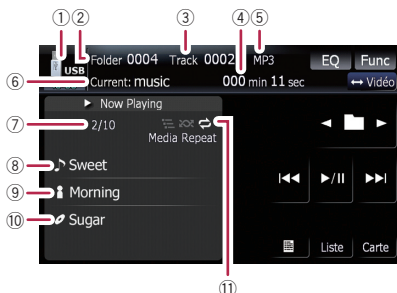 ① ② ③ ④ ⑤
USB Folder 0004 Track 0002 MP3 EQ Func
⑥ Current: music 000 min 11 sec ↔ Vidéo
► Now Playing
⑦ 2/10
Media Repeat
⑧ Sweet
⑨ Morning
⑩ Sugar
Liste Carte
⑪